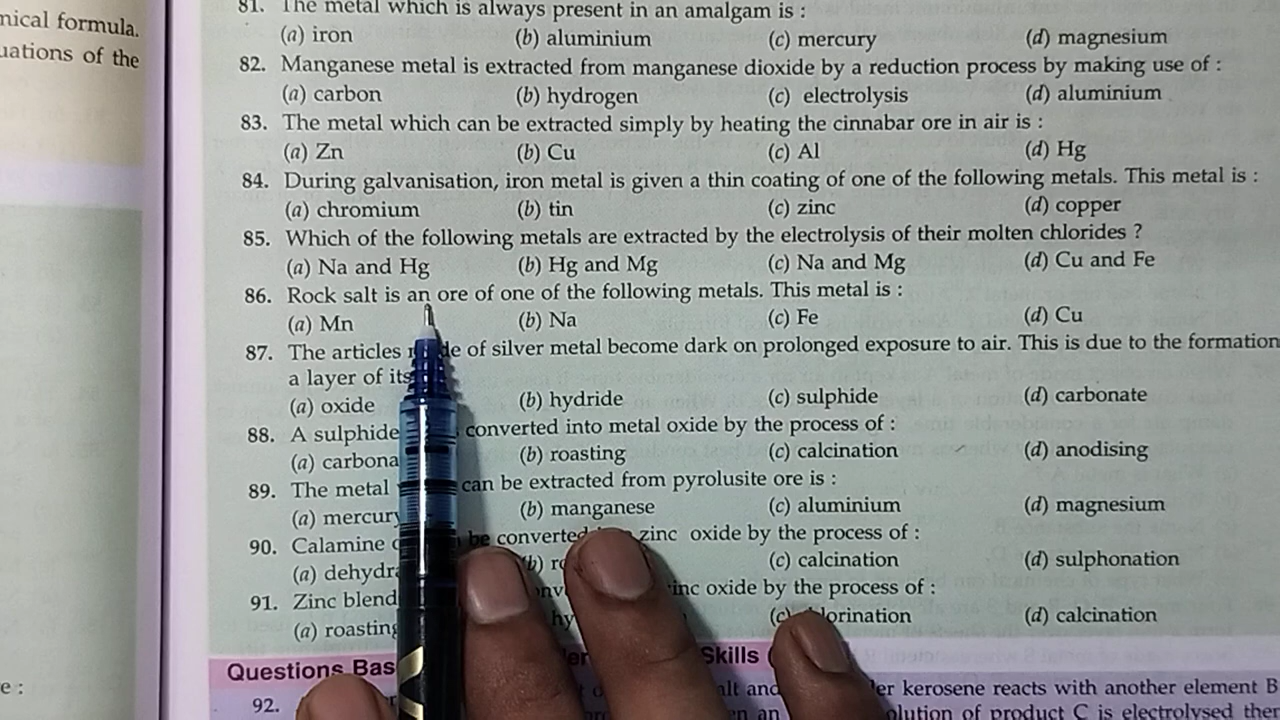 nical formula.
uations of the
e :
81. The metal which is always present in an amalgam is :
(a) iron (b) aluminium (c) mercury (d) magnesium
82. Manganese metal is extracted from manganese dioxide by a reduction process by making use of :
(a) carbon (b) hydrogen (c) electrolysis (d) aluminium
83. The metal which can be extracted simply by heating the cinnabar ore in air is :
(a) Zn (b) Cu (c) Al (d) Hg
84. During galvanisation, iron metal is given a thin coating of one of the following metals. This metal is :
(a) chromium (b) tin (c) zinc (d) copper
85. Which of the following metals are extracted by the electrolysis of their molten chlorides ?
(a) Na and Hg (b) Hg and Mg (c) Na and Mg (d) Cu and Fe
86. Rock salt is an ore of one of the following metals. This metal is :
(a) Mn (b) Na (c) Fe (d) Cu
87. The articles of silver metal become dark on prolonged exposure to air. This is due to the formation
a layer of its
(a) oxide (b) hydride (c) sulphide (d) carbonate
88. A sulphide converted into metal oxide by the process of :
(a) carbona (b) roasting (c) calcination (d) anodising
89. The metal can be extracted from pyrolusite ore is :
(a) mercury (b) manganese (c) aluminium (d) magnesium
90. Calamine be converted zinc oxide by the process of :
(a) dehydra (b) (c) calcination (d) sulphonation
91. Zinc blend inc oxide by the process of :
(a) roasting hy (c) lorination (d) calcination
Questions Bas Skills
92. alt and er kerosene reacts with another element B
n an olution of product C is electrolysed then